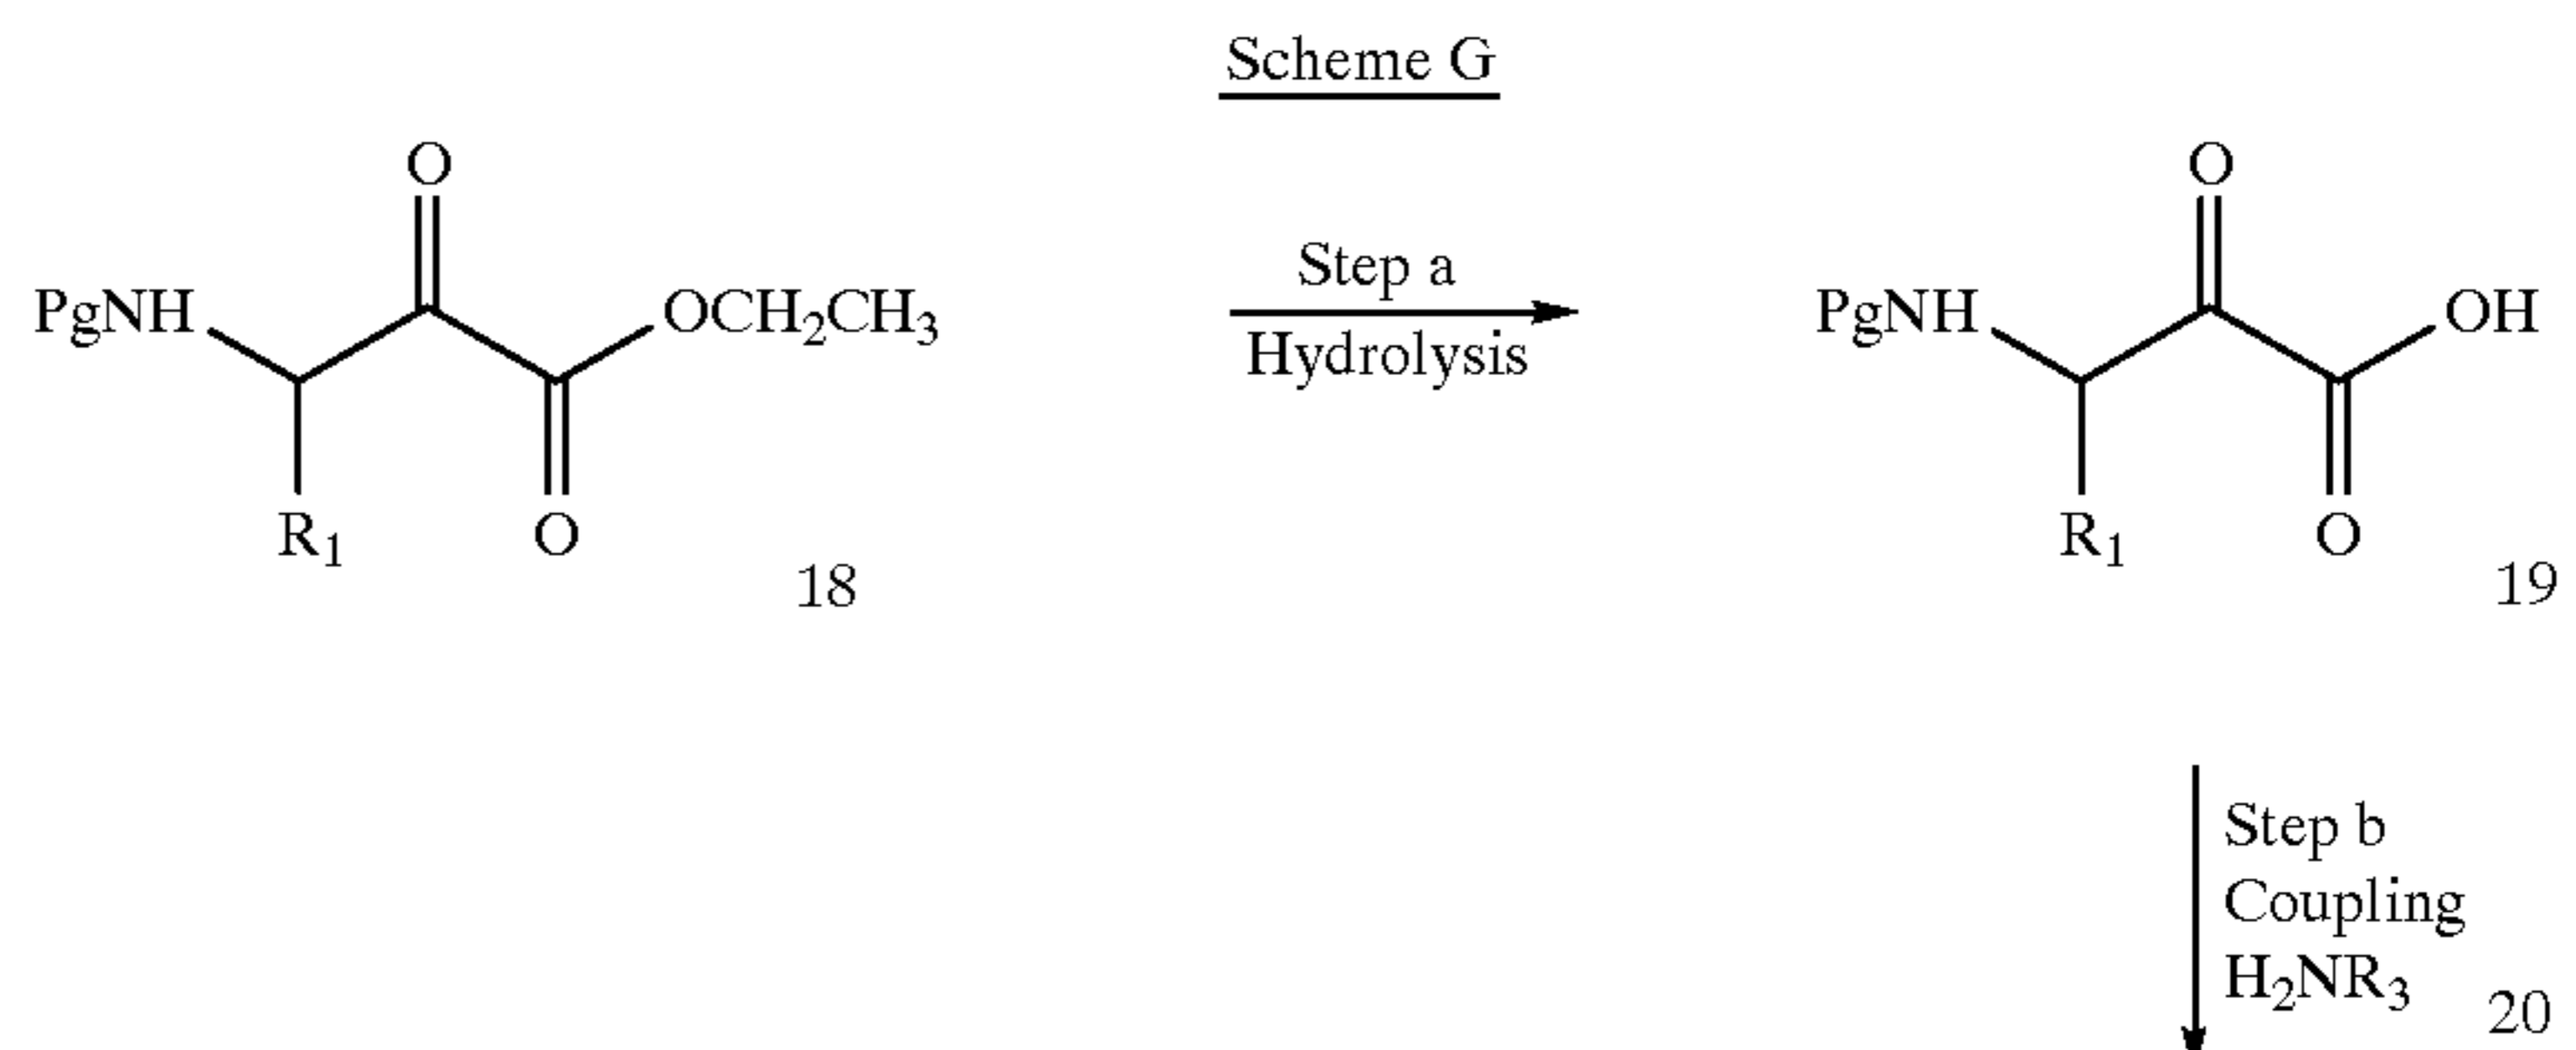 Scheme G
O
PgNH
OCH2CH3
R1
O
18
Step a
Hydrolysis
O
PgNH
OH
R1
O
19
Step b
Coupling
H2NR3
20